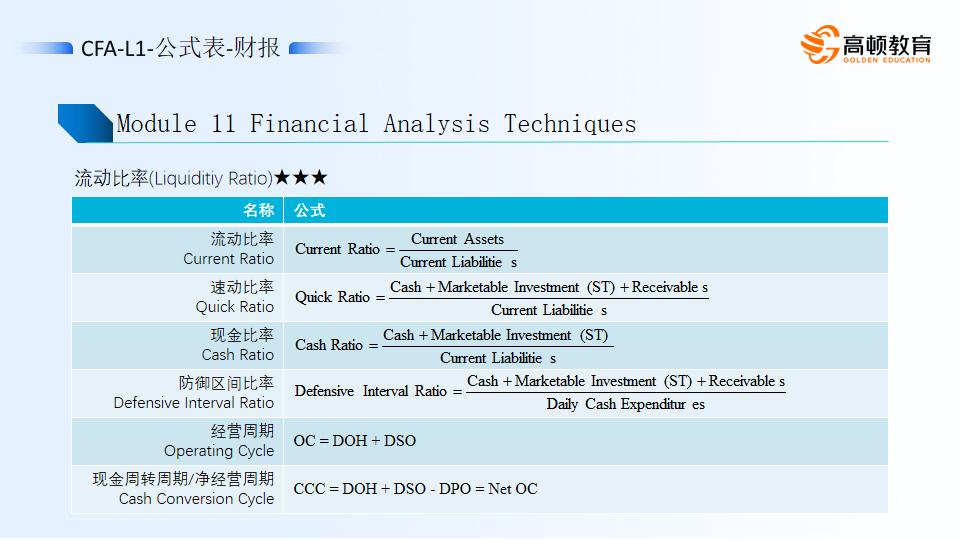 CFA-L1-公式表-财报
高顿教育
GOLDEN EDUCATION
Module 11 Financial Analysis Techniques
流动比率(Liquiditiy Ratio)★★★
名称 公式
流动比率
Current Ratio
Current Ratio = Current Assets
Current Liabilitie s
速动比率
Quick Ratio
Quick Ratio = Cash + Marketable Investment (ST) + Receivable s
Current Liabilitie s
现金比率
Cash Ratio
Cash Ratio = Cash + Marketable Investment (ST)
Current Liabilitie s
防御区间比率
Defensive Interval Ratio
Defensive Interval Ratio = Cash + Marketable Investment (ST) + Receivable s
Daily Cash Expenditur es
经营周期
Operating Cycle
OC = DOH + DSO
现金周转周期/净经营周期
Cash Conversion Cycle
CCC = DOH + DSO - DPO = Net OC